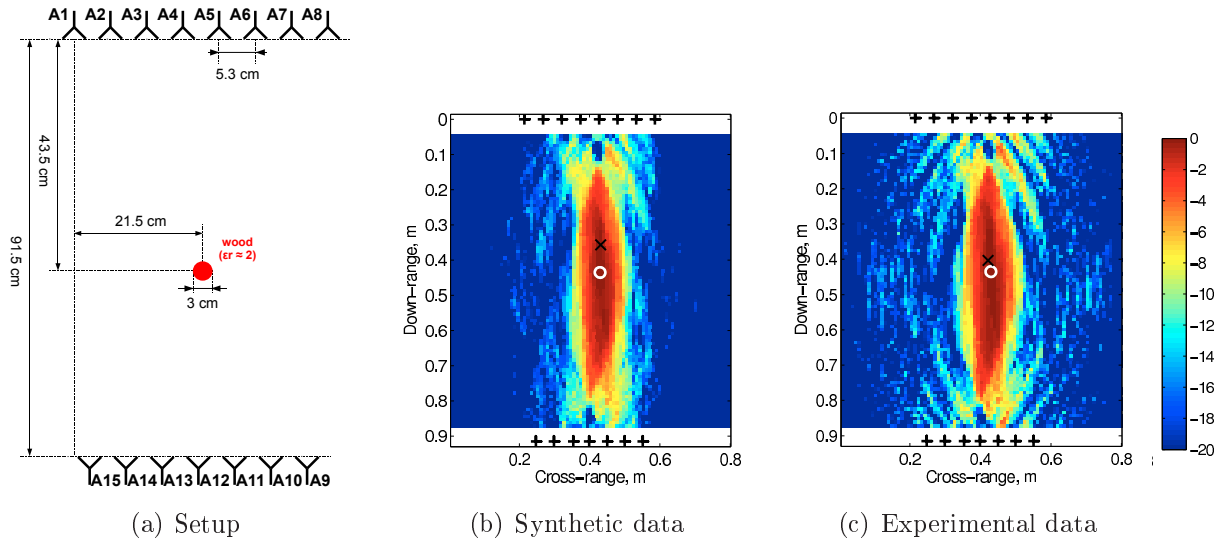 A1 A2 A3 A4 A5 A6 A7 A8
5.3 cm
43.5 cm
91.5 cm
21.5 cm
wood
(εr ≈ 2)
3 cm
A15 A14 A13 A12 A11 A10 A9
(a) Setup
0
0.1
0.2
0.3
0.4
0.5
0.6
0.7
0.8
0.9
Down-range, m
0.2 0.4 0.6 0.8
Cross-range, m
(b) Synthetic data
0
0.1
0.2
0.3
0.4
0.5
0.6
0.7
0.8
0.9
Down-range, m
0.2 0.4 0.6 0.8
Cross-range, m
(c) Experimental data
0
-2
-4
-6
-8
-10
-12
-14
-16
-18
-20